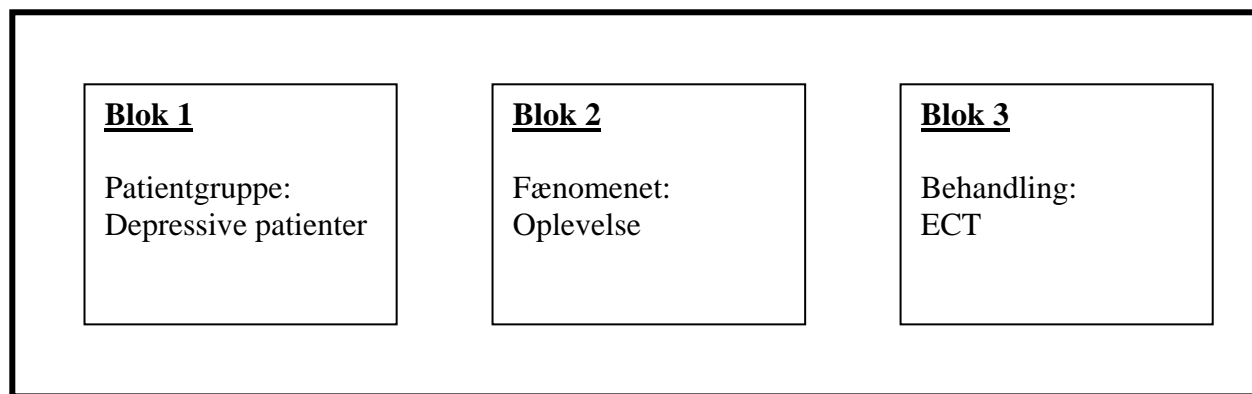 Blok 1
Patientgruppe:
Depressive patienter
Blok 2
Fænomenet:
Oplevelse
Blok 3
Behandling:
ECT